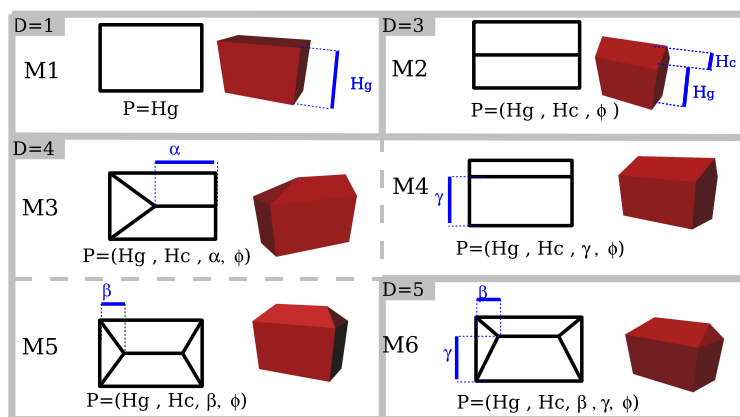 D=1
M1
Hg
P=Hg
D=3
M2
Hc
Hg
P=(Hg , Hc , ϕ )
D=4
α
M3
P=(Hg , Hc , α, ϕ)
M4
γ
P=(Hg , Hc , γ, ϕ)
β
M5
P=(Hg , Hc, β, ϕ)
D=5
β
M6
γ
P=(Hg , Hc, β , γ, ϕ)